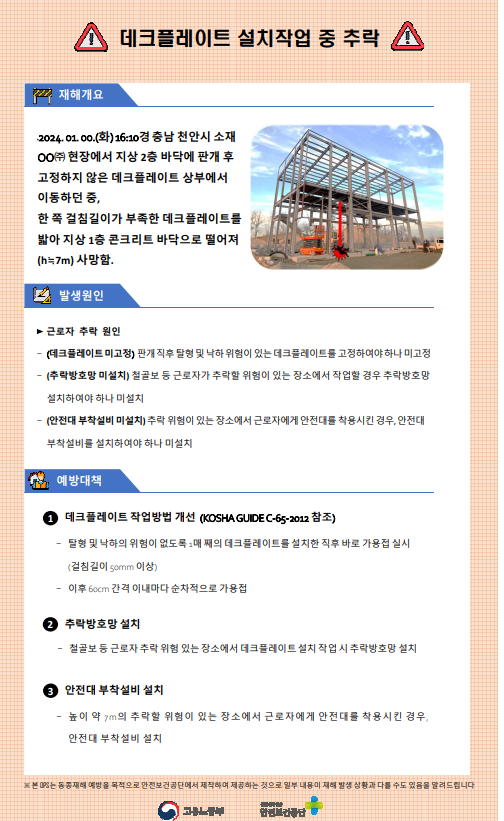 데크플레이트 설치작업 중 추락
재해개요
.2024. 01. 00.(화) 16:10경 충남 천안시 소재
OO㈜ 현장에서 지상 2층 바닥에 판개 후
고정하지 않은 데크플레이트 상부에서
이동하던 중,
한 쪽 걸침길이가 부족한 데크플레이트를
밟아 지상 1층 콘크리트 바닥으로 떨어져
(h≒7m) 사망함.
발생원인
► 근로자 추락 원인
- (데크플레이트 미고정) 판개 직후 탈형 및 낙하 위험이 있는 데크플레이트를 고정하여야 하나 미고정
- (추락방호망 미설치) 철골보 등 근로자가 추락할 위험이 있는 장소에서 작업할 경우 추락방호망
설치하여야 하나 미설치
- (안전대 부착설비 미설치) 추락 위험이 있는 장소에서 근로자에게 안전대를 착용시킨 경우, 안전대
부착설비를 설치하여야 하나 미설치
예방대책
1 데크플레이트 작업방법 개선 (KOSHA GUIDE C-65-2012 참조)
- 탈형 및 낙하의 위험이 없도록 1매 째의 데크플레이트를 설치한 직후 바로 가용접 실시
(걸침길이 50mm 이상)
- 이후 60cm 간격 이내마다 순차적으로 가용접
2 추락방호망 설치
- 철골보 등 근로자 추락 위험 있는 장소에서 데크플레이트 설치 작업 시 추락방호망 설치
3 안전대 부착설비 설치
- 높이 약 7m의 추락할 위험이 있는 장소에서 근로자에게 안전대를 착용시킨 경우,
안전대 부착설비 설치
※ 본 OPS는 동종재해 예방을 목적으로 안전보건공단에서 제작하여 제공하는 것으로 일부 내용이 재해 발생 상황과 다를 수도 있음을 알려드립니다
고용노동부
안전보건공단